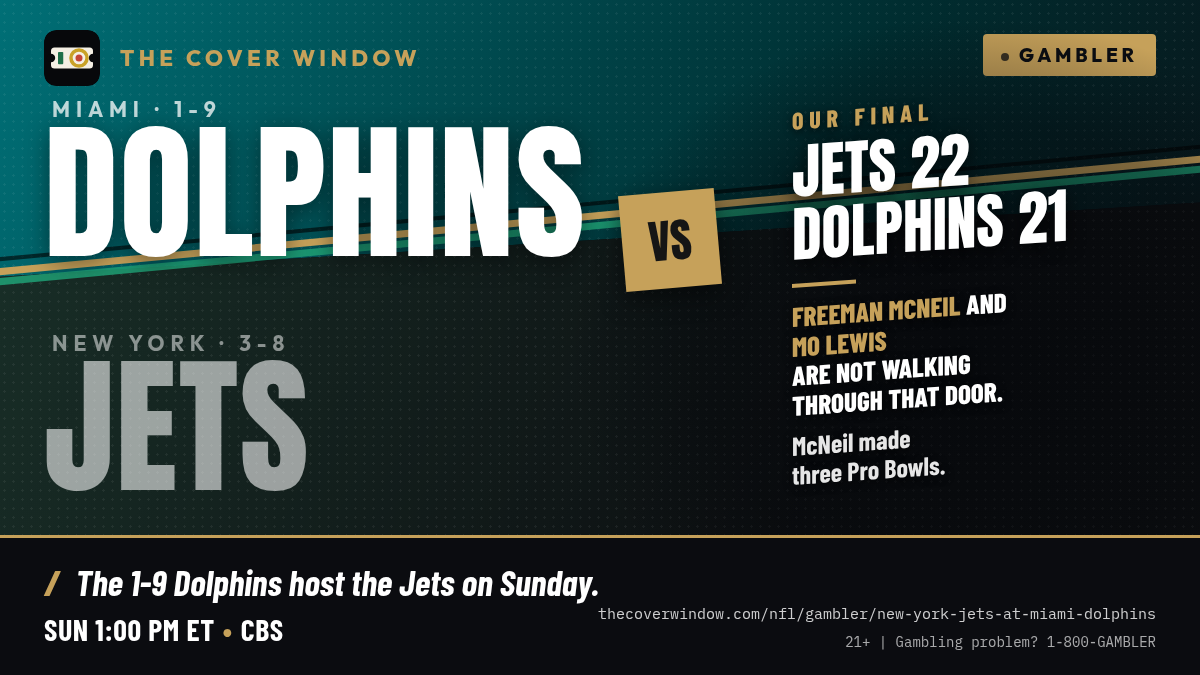 THE COVER WINDOW
• GAMBLER
MIAMI · 1-9
DOLPHINS
VS
NEW YORK · 3-8
JETS
OUR FINAL
JETS 22
DOLPHINS 21
FREEMAN MCNEIL AND
MO LEWIS
ARE NOT WALKING
THROUGH THAT DOOR.
McNeil made
three Pro Bowls.
/ The 1-9 Dolphins host the Jets on Sunday.
SUN 1:00 PM ET • CBS
thecoverwindow.com/nfl/gambler/new-york-jets-at-miami-dolphins
21+ | Gambling problem? 1-800-GAMBLER